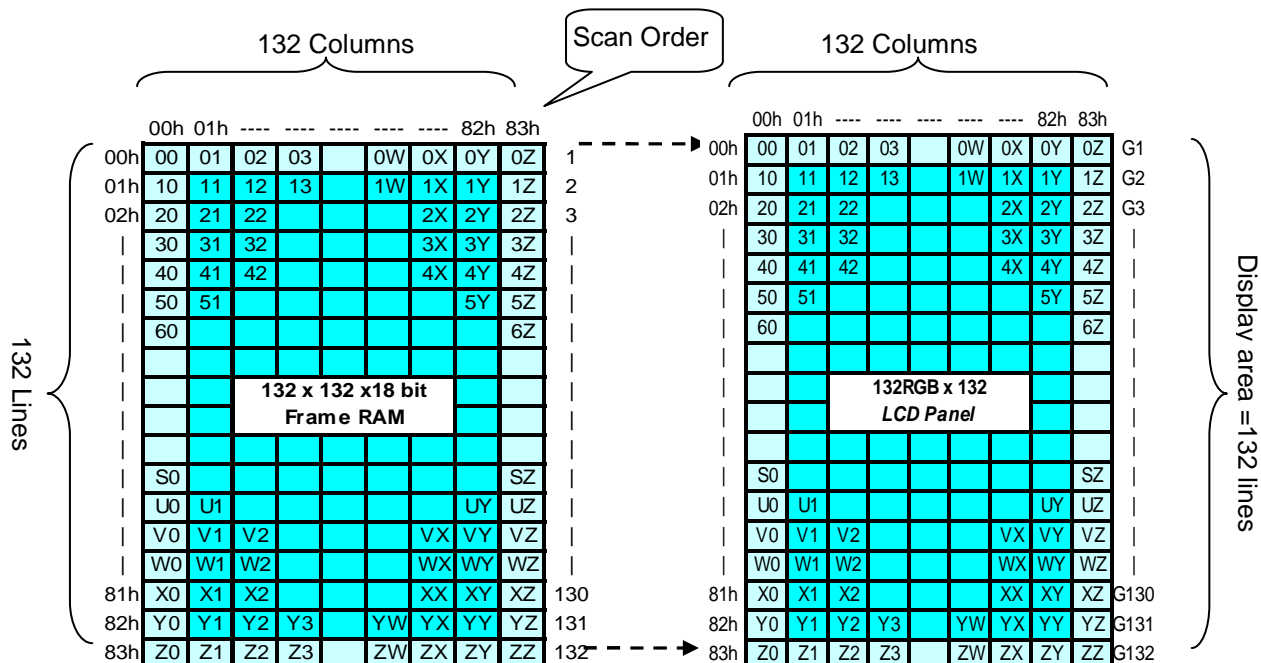 132 Columns
Scan Order
132 Columns
00h 01h ---- ---- ---- ---- ---- 82h 83h
00h 01h ---- ---- ---- ---- ---- 82h 83h
00h 00 01 02 03 0W 0X 0Y 0Z 1
00h 00 01 02 03 0W 0X 0Y 0Z G1
01h 10 11 12 13 1W 1X 1Y 1Z 2
01h 10 11 12 13 1W 1X 1Y 1Z G2
02h 20 21 22 2X 2Y 2Z 3
02h 20 21 22 2X 2Y 2Z G3
30 31 32 3X 3Y 3Z
30 31 32 3X 3Y 3Z
40 41 42 4X 4Y 4Z
40 41 42 4X 4Y 4Z
50 51 5Y 5Z
50 51 5Y 5Z
60 6Z
60 6Z
132 Lines
132 x 132 x18 bit
Frame RAM
132RGB x 132
LCD Panel
Display area =132 lines
S0 SZ
S0 SZ
U0 U1 UY UZ
U0 U1 UY UZ
V0 V1 V2 VX VY VZ
V0 V1 V2 VX VY VZ
W0 W1 W2 WX WY WZ
W0 W1 W2 WX WY WZ
81h X0 X1 X2 XX XY XZ 130
81h X0 X1 X2 XX XY XZ G130
82h Y0 Y1 Y2 Y3 YW YX YY YZ 131
82h Y0 Y1 Y2 Y3 YW YX YY YZ G131
83h Z0 Z1 Z2 Z3 ZW ZX ZY ZZ 132
83h Z0 Z1 Z2 Z3 ZW ZX ZY ZZ G132